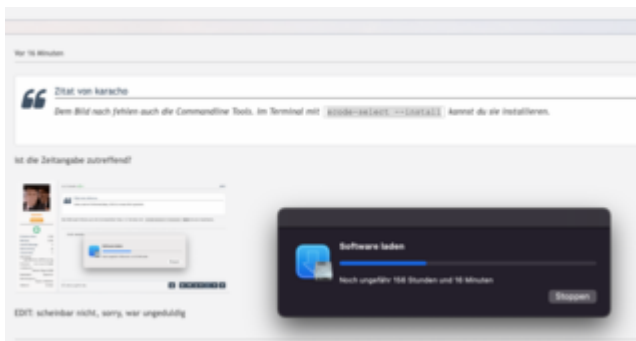 Vor 16 Minuten
Zitat von karacho
Dem Bild nach fehlen auch die Commandline Tools. Im Terminal mit xcode-select --install kannst du sie installieren.
Ist die Zeitangabe zutreffend?
Software laden
Noch ungefähr 156 Stunden und 16 Minuten
Stoppen
EDIT: scheinbar nicht, sorry, war ungeduldig